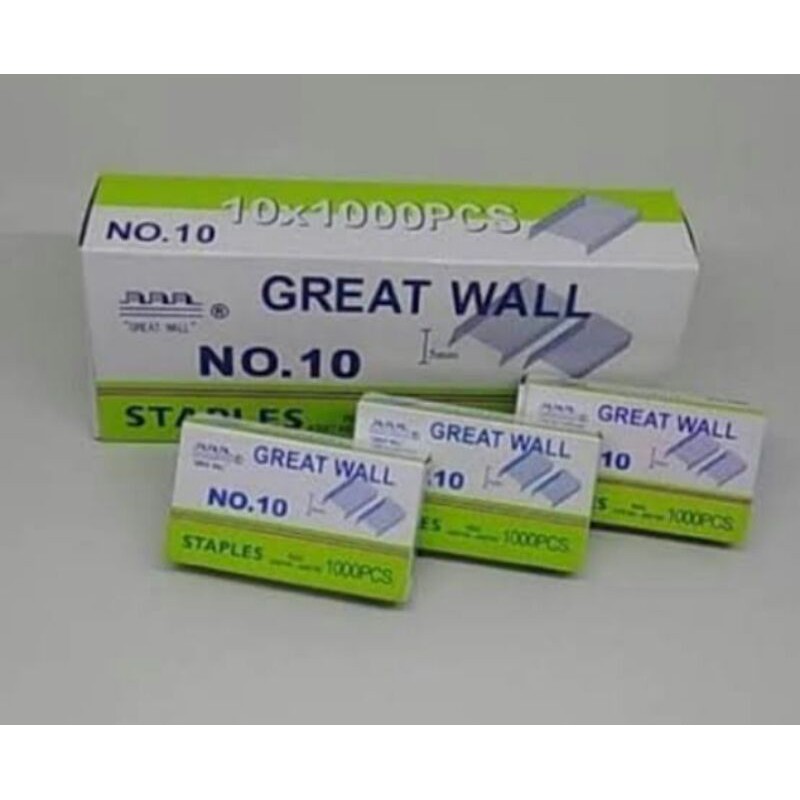 10x1000PCS
NO.10
GREAT WALL
"GREAT WALL" ®
5mm
NO.10
STAPLES
®
GREAT WALL
NO.10
STAPLES
1000PCS.
®
GREAT WALL
10
1000PCS.
GREAT WALL
10
1000PCS.